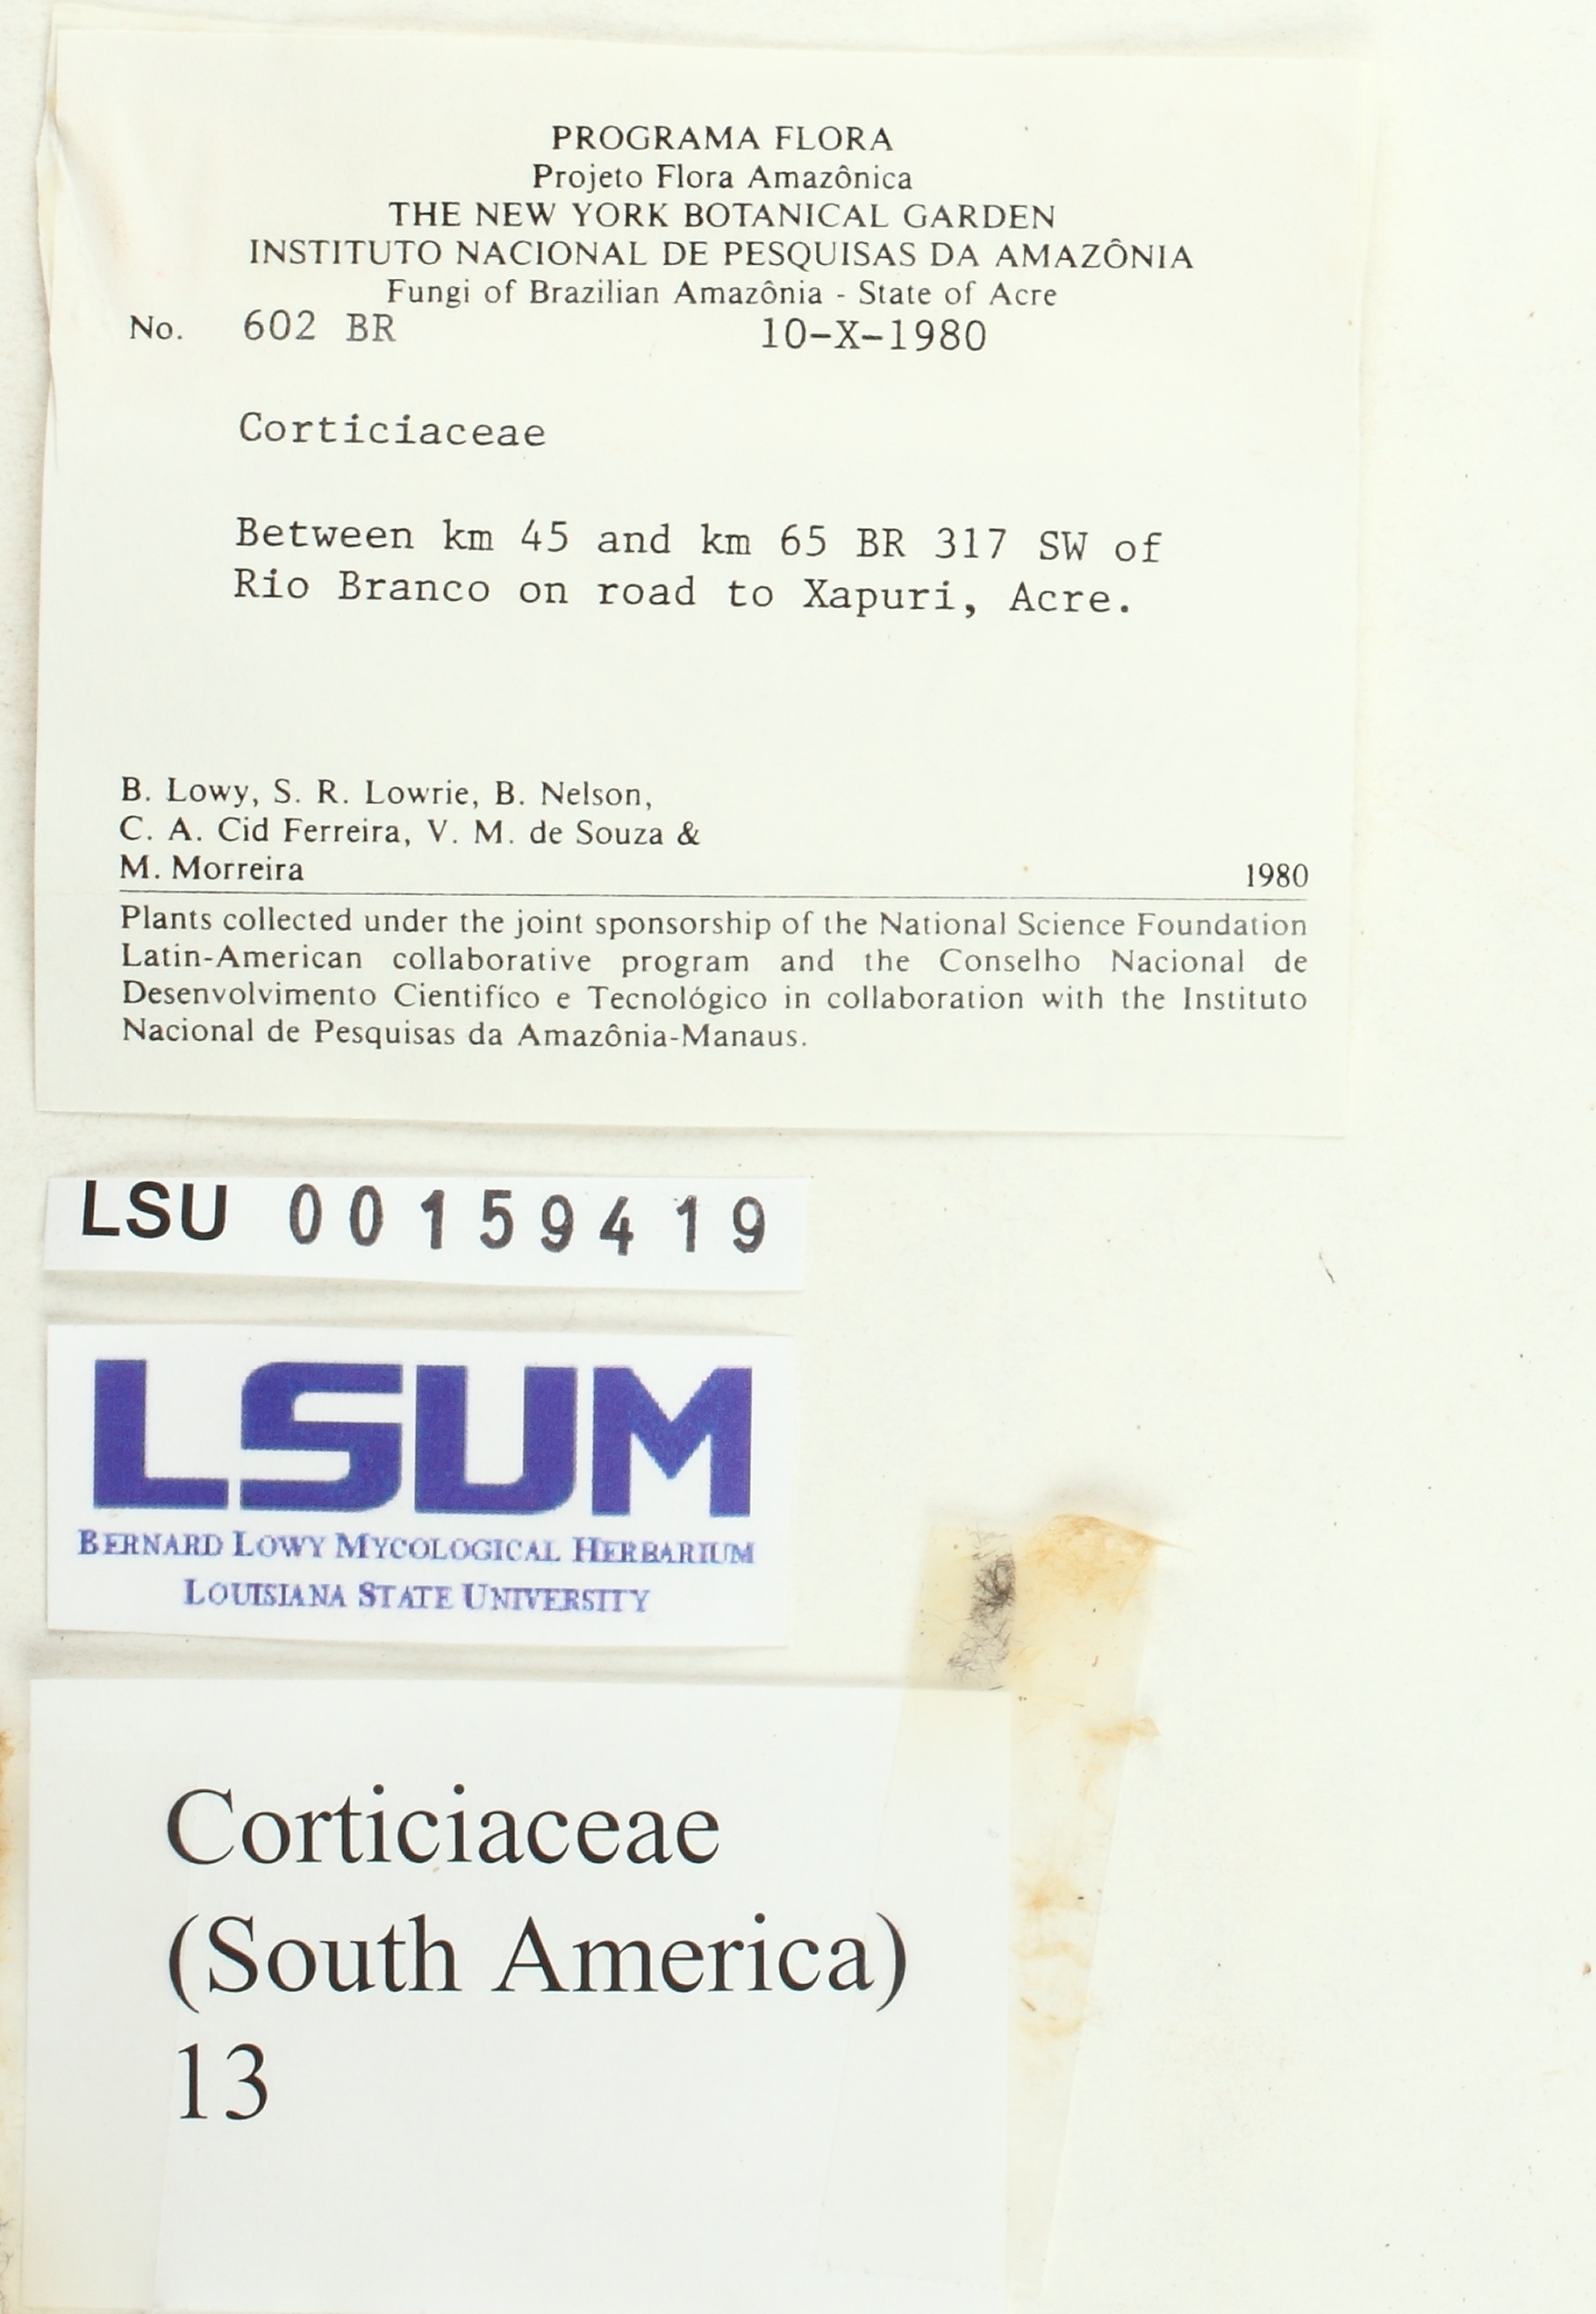 PROGRAMA FLORA
Projeto Flora Amazônica
THE NEW YORK BOTANICAL GARDEN
INSTITUTO NACIONAL DE PESQUISAS DA AMAZÔNIA
Fungi of Brazilian Amazônia - State of Acre
No. 602 BR 10-X-1980
Corticiaceae
Between km 45 and km 65 BR 317 SW of
Rio Branco on road to Xapuri, Acre.
B. Lowy, S. R. Lowrie, B. Nelson,
C. A. Cid Ferreira, V. M. de Souza &
M. Morreira 1980
Plants collected under the joint sponsorship of the National Science Foundation
Latin-American collaborative program and the Conselho Nacional de
Desenvolvimento Cientifíco e Tecnológico in collaboration with the Instituto
Nacional de Pesquisas da Amazônia-Manaus.
LSU 00159419
LSUM
BERNARD LOWY MYCOLOGICAL HERBARIUM
LOUISIANA STATE UNIVERSITY
Corticiaceae
(South America)
13